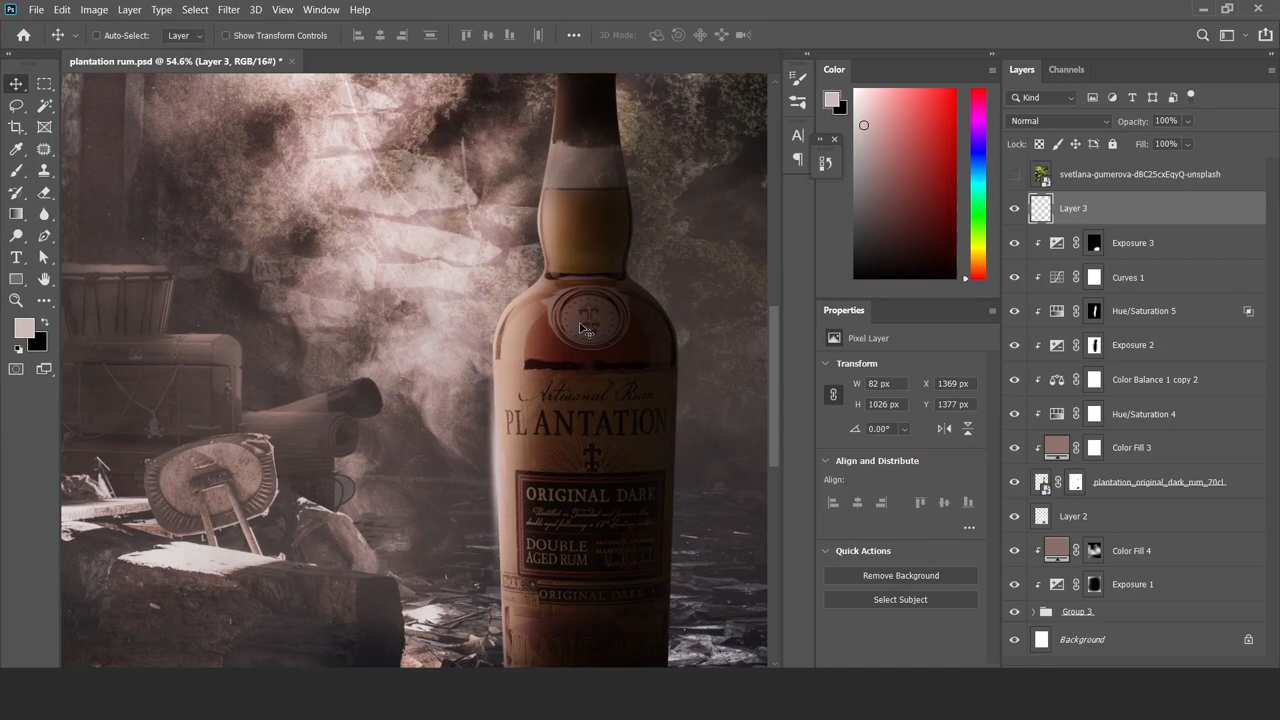 Ps File Edit Image Layer Type Select Filter 3D View Window Help
Auto-Select: Layer Show Transform Controls 3D Mode:
plantation rum.psd @ 54.6% (Layer 3, RGB/16#) *
Color
Properties
Pixel Layer
Transform
W 82 px X 1369 px
H 1026 px Y 1377 px
0.00°
Align and Distribute
Align:
Quick Actions
Remove Background
Select Subject
Layers Channels
Kind
Normal Opacity: 100%
Lock: Fill: 100%
svetlana-gumerova-d8C25cxEqyQ-unsplash
Layer 3
Exposure 3
Curves 1
Hue/Saturation 5
Exposure 2
Color Balance 1 copy 2
Hue/Saturation 4
Color Fill 3
plantation_original_dark_rum_70cl
Layer 2
Color Fill 4
Exposure 1
Group 3
Background
Artisanal Rum
PLANTATION
ORIGINAL DARK
DOUBLE
AGED RUM
DARK
ORIGINAL DARK